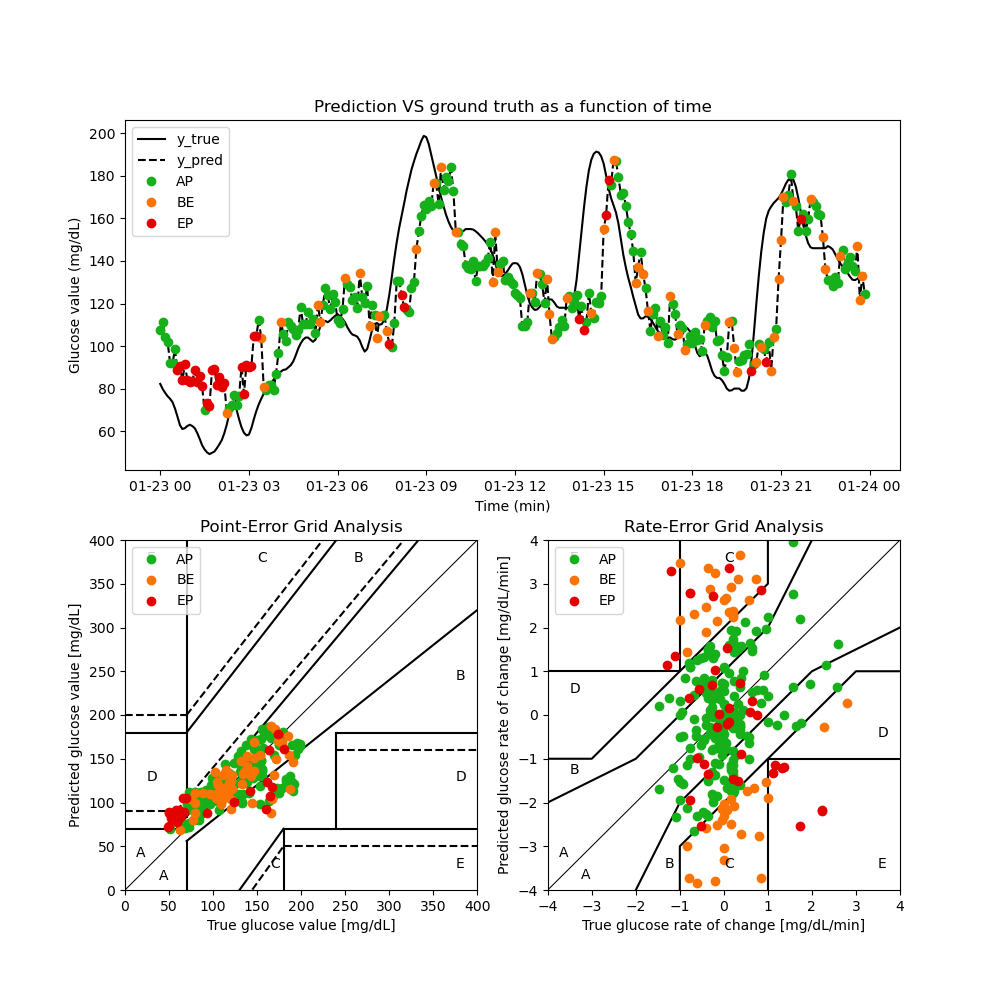 Prediction VS ground truth as a function of time
Glucose value (mg/dL)
200
180
160
140
120
100
80
60
y_true
y_pred
AP
BE
EP
01-23 00 01-23 03 01-23 06 01-23 09 01-23 12 01-23 15 01-23 18 01-23 21 01-24 00
Time (min)
Point-Error Grid Analysis
Predicted glucose value [mg/dL]
400
350
300
250
200
150
100
50
0
AP
BE
EP
C
B
B
D
D
A
A
C
E
0 50 100 150 200 250 300 350 400
True glucose value [mg/dL]
Rate-Error Grid Analysis
Predicted glucose rate of change [mg/dL/min]
4
3
2
1
0
−1
−2
−3
−4
AP
BE
EP
C
D
D
B
A
A
B
C
E
−4 −3 −2 −1 0 1 2 3 4
True glucose rate of change [mg/dL/min]